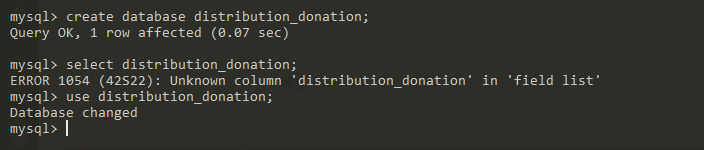 mysql> create database distribution_donation;
Query OK, 1 row affected (0.07 sec)
mysql> select distribution_donation;
ERROR 1054 (42S22): Unknown column 'distribution_donation' in 'field list'
mysql> use distribution_donation;
Database changed
mysql>